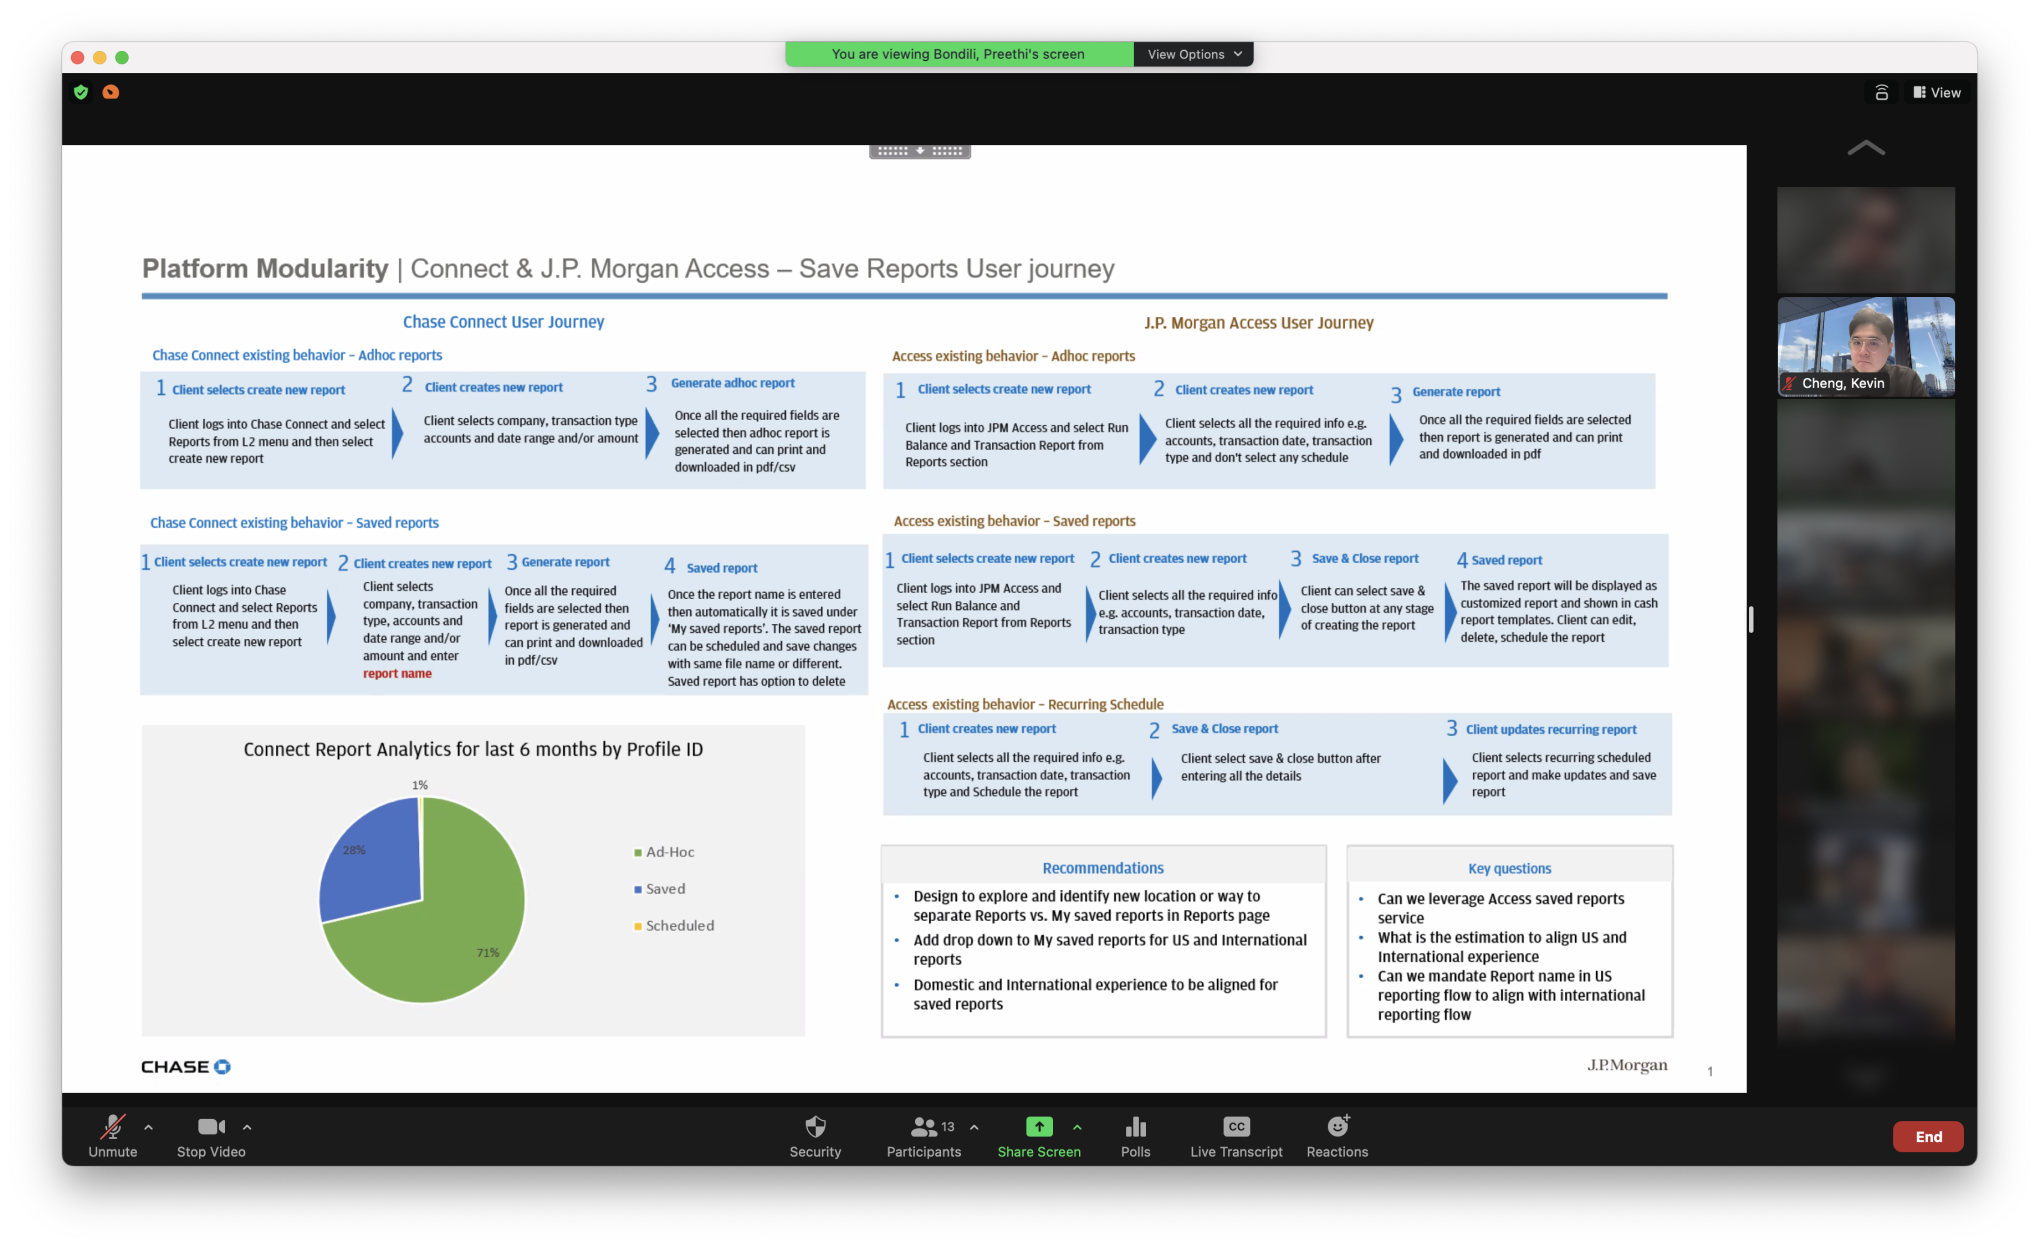 You are viewing Bondili, Preethi's screen
View Options
View
Platform Modularity | Connect & J.P. Morgan Access – Save Reports User journey
Chase Connect User Journey
Chase Connect existing behavior – Adhoc reports
1 Client selects create new report
Client logs into Chase Connect and select
Reports from L2 menu and then select
create new report
2 Client creates new report
Client selects company, transaction type
accounts and date range and/or amount
3 Generate adhoc report
Once all the required fields are
selected then adhoc report is
generated and can print and
downloaded in pdf/csv
Chase Connect existing behavior – Saved reports
1 Client selects create new report
Client logs into Chase
Connect and select Reports
from L2 menu and then
select create new report
2 Client creates new report
Client selects
company, transaction
type, accounts and
date range and/or
amount and enter
report name
3 Generate report
Once all the required
fields are selected then
report is generated and
can print and downloaded
in pdf/csv
4 Saved report
Once the report name is entered
then automatically it is saved under
'My saved reports'. The saved report
can be scheduled and save changes
with same file name or different.
Saved report has option to delete
Connect Report Analytics for last 6 months by Profile ID
1%
28%
71%
Ad-Hoc
Saved
Scheduled
J.P. Morgan Access User Journey
Access existing behavior – Adhoc reports
1 Client selects create new report
Client logs into JPM Access and select Run
Balance and Transaction Report from
Reports section
2 Client creates new report
Client selects all the required info e.g.
accounts, transaction date, transaction
type and don't select any schedule
3 Generate report
Once all the required fields are selected
then report is generated and can print
and downloaded in pdf
Access existing behavior – Saved reports
1 Client selects create new report
Client logs into JPM Access and
select Run Balance and
Transaction Report from Reports
section
2 Client creates new report
Client selects all the required info
e.g. accounts, transaction date,
transaction type
3 Save & Close report
Client can select save &
close button at any stage
of creating the report
4 Saved report
The saved report will be displayed as
customized report and shown in cash
report templates. Client can edit,
delete, schedule the report
Access existing behavior – Recurring Schedule
1 Client creates new report
Client selects all the required info e.g.
accounts, transaction date, transaction
type and Schedule the report
2 Save & Close report
Client select save & close button after
entering all the details
3 Client updates recurring report
Client selects recurring scheduled
report and make updates and save
report
Recommendations
• Design to explore and identify new location or way to
separate Reports vs. My saved reports in Reports page
• Add drop down to My saved reports for US and International
reports
• Domestic and International experience to be aligned for
saved reports
Key questions
• Can we leverage Access saved reports
service
• What is the estimation to align US and
International experience
• Can we mandate Report name in US
reporting flow to align with international
reporting flow
CHASE
J.P.Morgan
1
Cheng, Kevin
Unmute
Stop Video
Security
13
Participants
Share Screen
Polls
CC
Live Transcript
Reactions
End